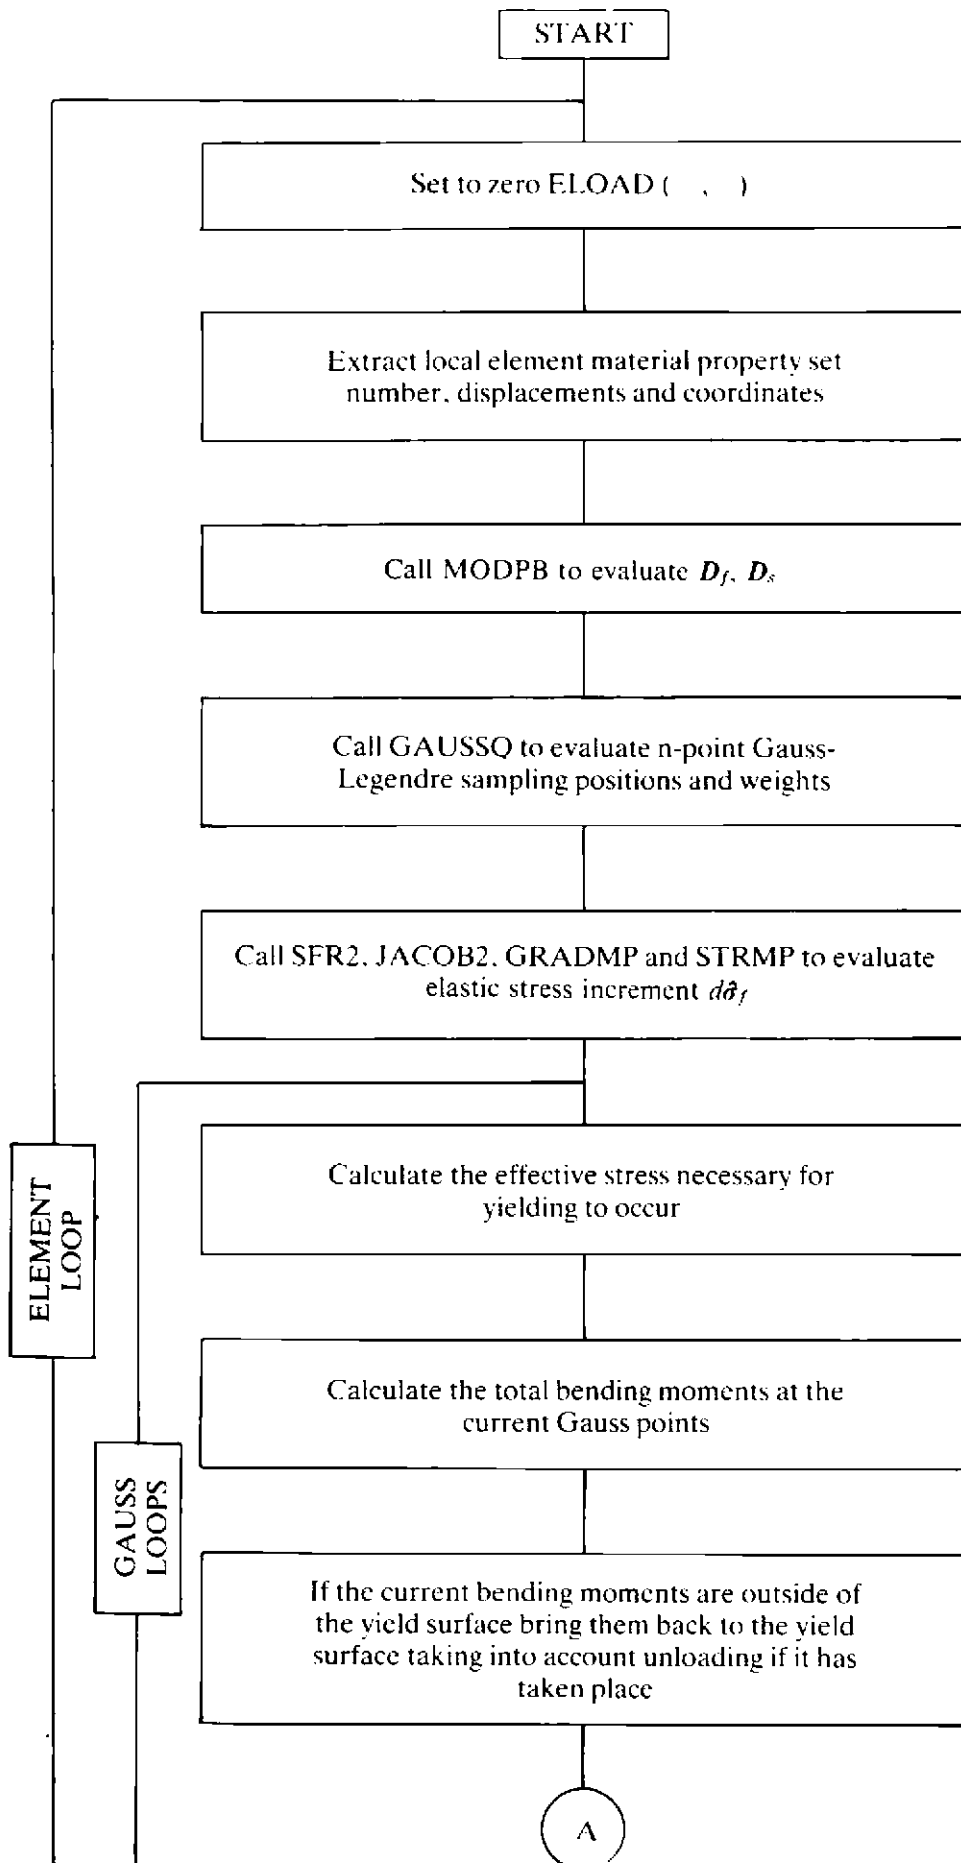 START
Set to zero ELOAD ( , )
Extract local element material property set
number, displacements and coordinates
Call MODPB to evaluate D_f, D_s
Call GAUSSQ to evaluate n-point Gauss-
Legendre sampling positions and weights
Call SFR2, JACOB2, GRADMP and STRMP to evaluate
elastic stress increment dσ̂_f
Calculate the effective stress necessary for
yielding to occur
ELEMENT
LOOP
Calculate the total bending moments at the
current Gauss points
GAUSS
LOOPS
If the current bending moments are outside of
the yield surface bring them back to the yield
surface taking into account unloading if it has
taken place
A